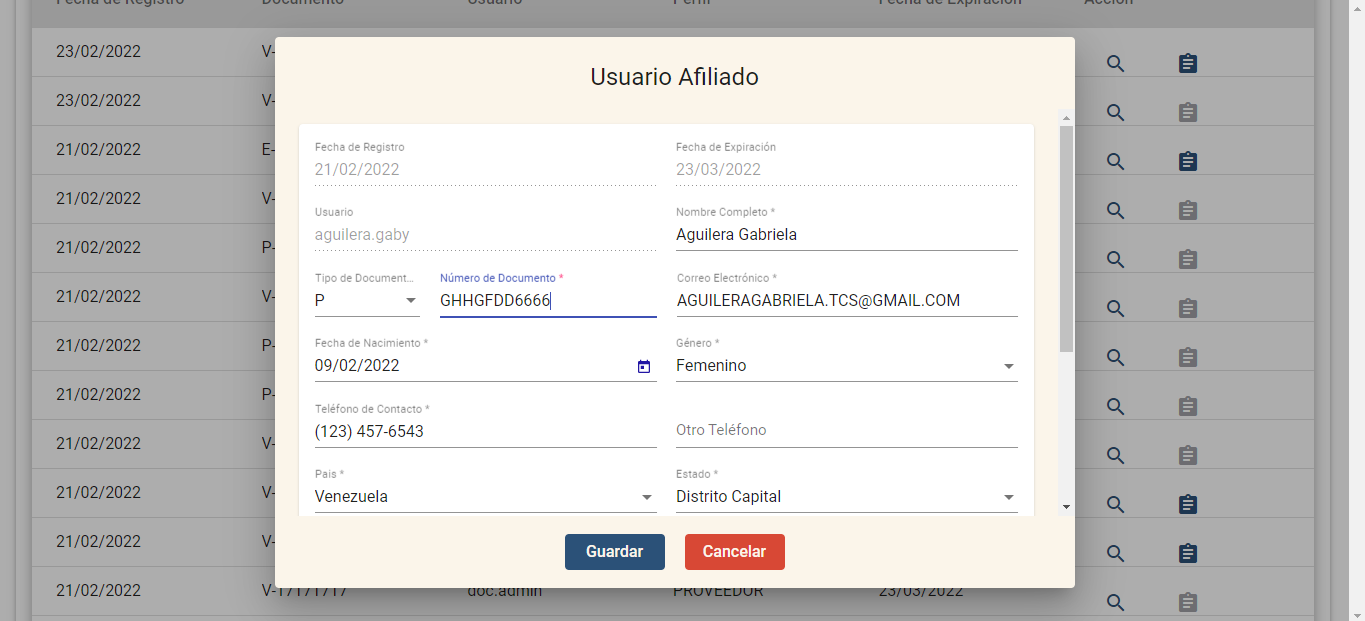 Fecha de Registro Documento Usuario Perfil Fecha de Expiración Acción
23/02/2022 V-
23/02/2022 V-
21/02/2022 E-
21/02/2022 V-
21/02/2022 P-
21/02/2022 V-
21/02/2022 P-
21/02/2022 P-
21/02/2022 V-
21/02/2022 V-
21/02/2022 V-
21/02/2022 V-17171717 doc.admin PROVEEDOR 23/03/2022
Usuario Afiliado
Fecha de Registro Fecha de Expiración
21/02/2022 23/03/2022
Usuario Nombre Completo *
aguilera.gaby Aguilera Gabriela
Tipo de Document... Número de Documento * Correo Electrónico *
P GHHGFDD6666 AGUILERAGABRIELA.TCS@GMAIL.COM
Fecha de Nacimiento * Género *
09/02/2022 Femenino
Teléfono de Contacto *
(123) 457-6543 Otro Teléfono
Pais * Estado *
Venezuela Distrito Capital
Guardar Cancelar